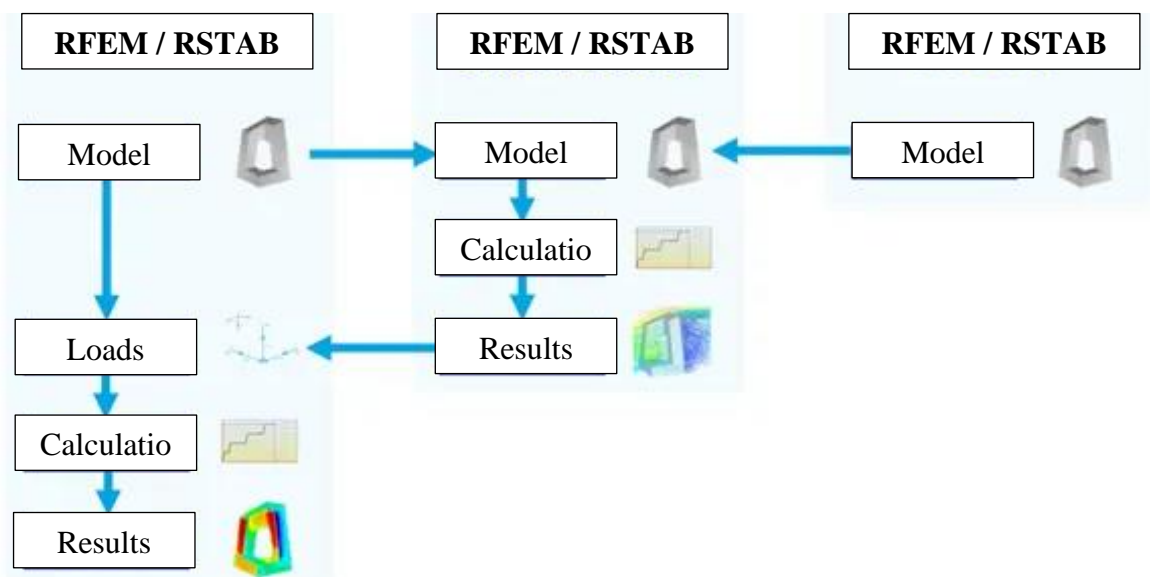 RFEM / RSTAB
Model
Loads
Calculatio
Results
RFEM / RSTAB
Model
Calculatio
Results
RFEM / RSTAB
Model